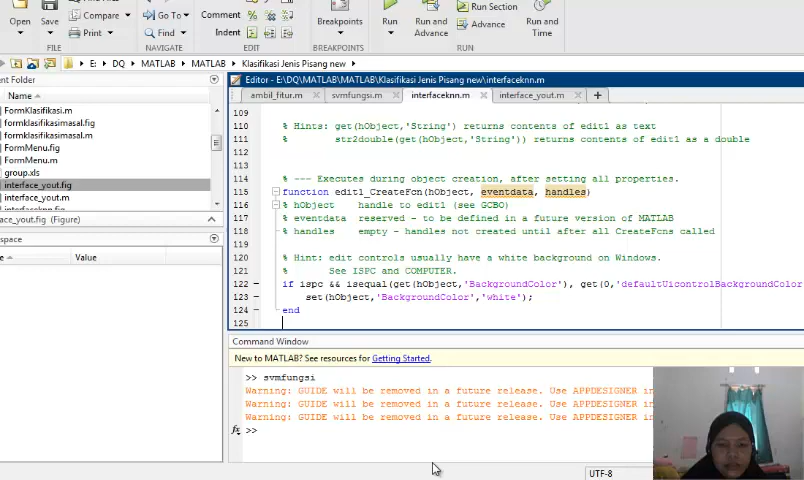 Open
Save
Compare
Print
Go To
Find
Comment
Indent
Breakpoints
Run
Run and
Advance
Run Section
Advance
Run and
Time
FILE
NAVIGATE
EDIT
BREAKPOINTS
RUN
E: DQ MATLAB MATLAB Klasifikasi Jenis Pisang new
ent Folder
Name
FormKlasifikasi.m
formklasifikasimasal.fig
formklasifikasimasal.m
FormMenu.fig
FormMenu.m
group.xls
interface_yout.fig
interface_yout.m
ce_yout.fig (Figure)
space
Value
Editor - E:\DQ\MATLAB\MATLAB\Klasifikasi Jenis Pisang new\interfaceknn.m
ambil_fitur.m svmfungsi.m interfaceknn.m interface_yout.m
109
110 % Hints: get(hObject,'String') returns contents of edit1 as text
111 % str2double(get(hObject,'String')) returns contents of edit1 as a double
112
113
114 % --- Executes during object creation, after setting all properties.
115 function edit1_CreateFcn(hObject, eventdata, handles)
116 % hObject handle to edit1 (see GCBO)
117 % eventdata reserved - to be defined in a future version of MATLAB
118 % handles empty - handles not created until after all CreateFcns called
119
120 % Hint: edit controls usually have a white background on Windows.
121 % See ISPC and COMPUTER.
122 if ispc && isequal(get(hObject,'BackgroundColor'), get(0,'defaultUicontrolBackgroundColor
123 set(hObject,'BackgroundColor','white');
124 end
125
Command Window
New to MATLAB? See resources for Getting Started.
>> svmfungsi
Warning: GUIDE will be removed in a future release. Use APPDESIGNER in
Warning: GUIDE will be removed in a future release. Use APPDESIGNER in
Warning: GUIDE will be removed in a future release. Use APPDESIGNER in
fx >>
UTF-8